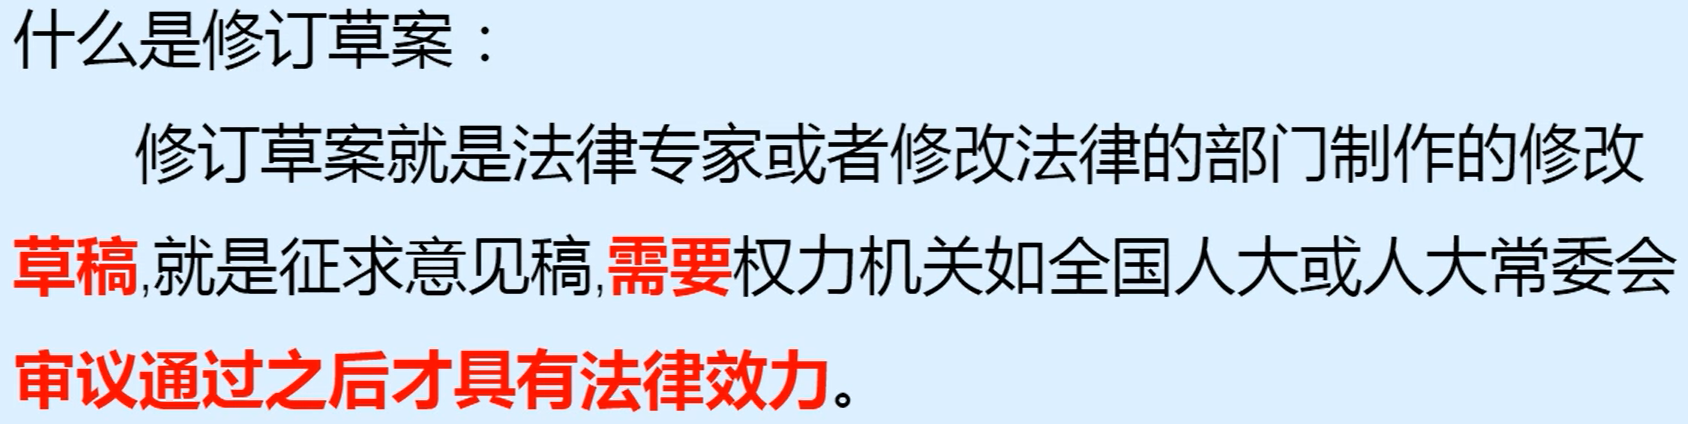 什么是修订草案：
修订草案就是法律专家或者修改法律的部门制作的修改
草稿,就是征求意见稿,需要权力机关如全国人大或人大常委会
审议通过之后才具有法律效力。